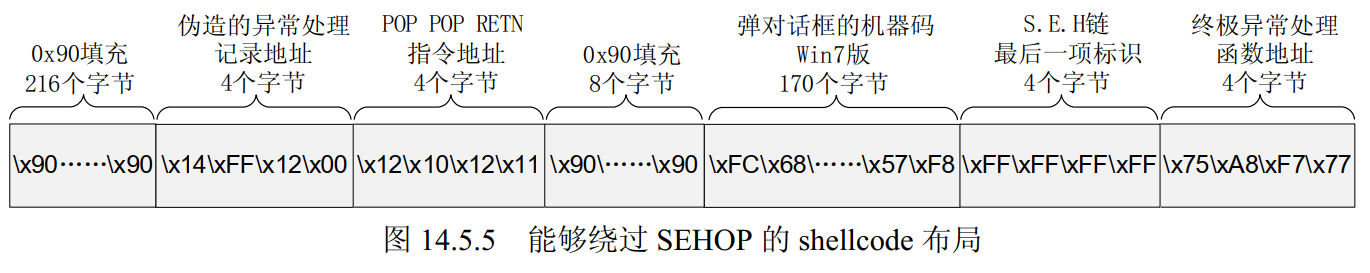 0x90填充
216个字节
伪造的异常处理
记录地址
4个字节
POP POP RETN
指令地址
4个字节
0x90填充
8个字节
弹对话框的机器码
Win7版
170个字节
S.E.H链
最后一项标识
4个字节
终极异常处理
函数地址
4个字节
\x90……\x90
\x14\xFF\x12\x00
\x12\x10\x12\x11
\x90\……\x90
\xFC\x68\……\x57\xF8
\xFF\xFF\xFF\xFF
\x75\xA8\xF7\x77
图 14.5.5 能够绕过 SEHOP 的 shellcode 布局